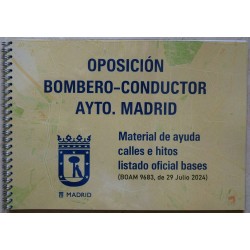 OPOSICIÓN
BOMBERO-CONDUCTOR
AYTO. MADRID
Material de ayuda
calles e hitos
listado oficial bases
(BOAM 9683, de 29 Julio 2024)
MADRID